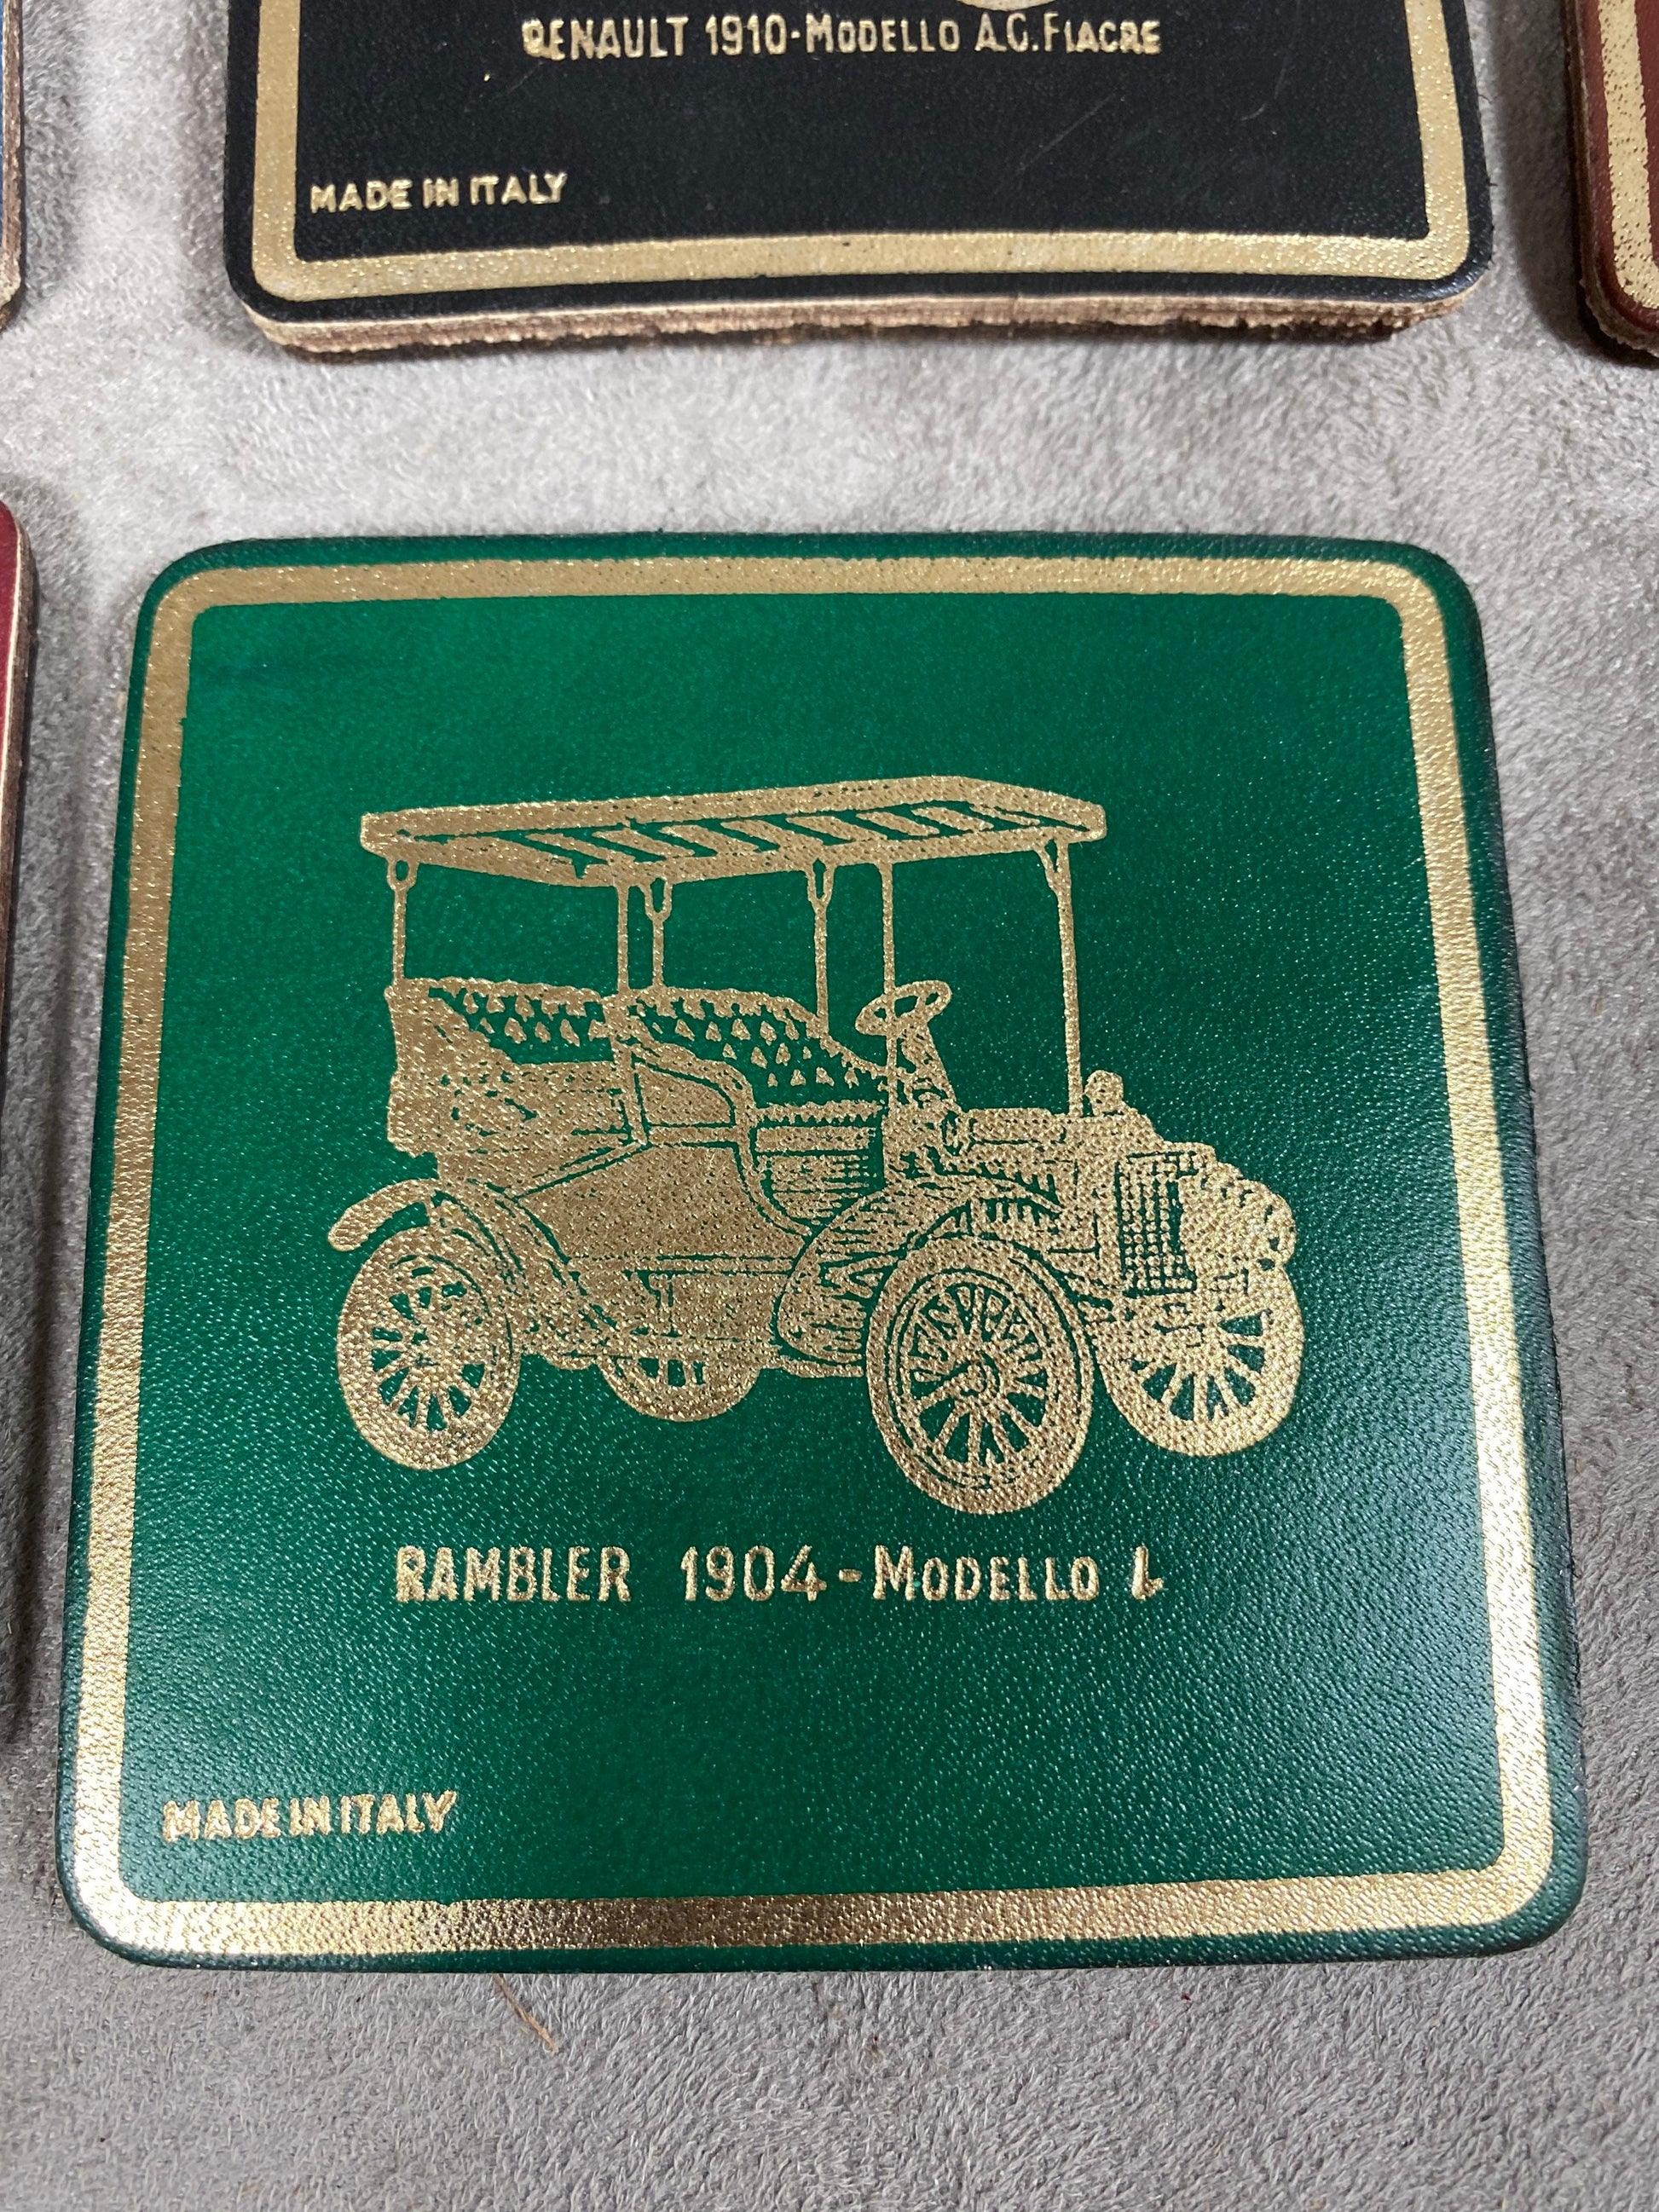 RENAULT 1910-MODELLO A.G.FIACRE
MADE IN ITALY
RAMBLER 1904-MODELLO L
MADE IN ITALY